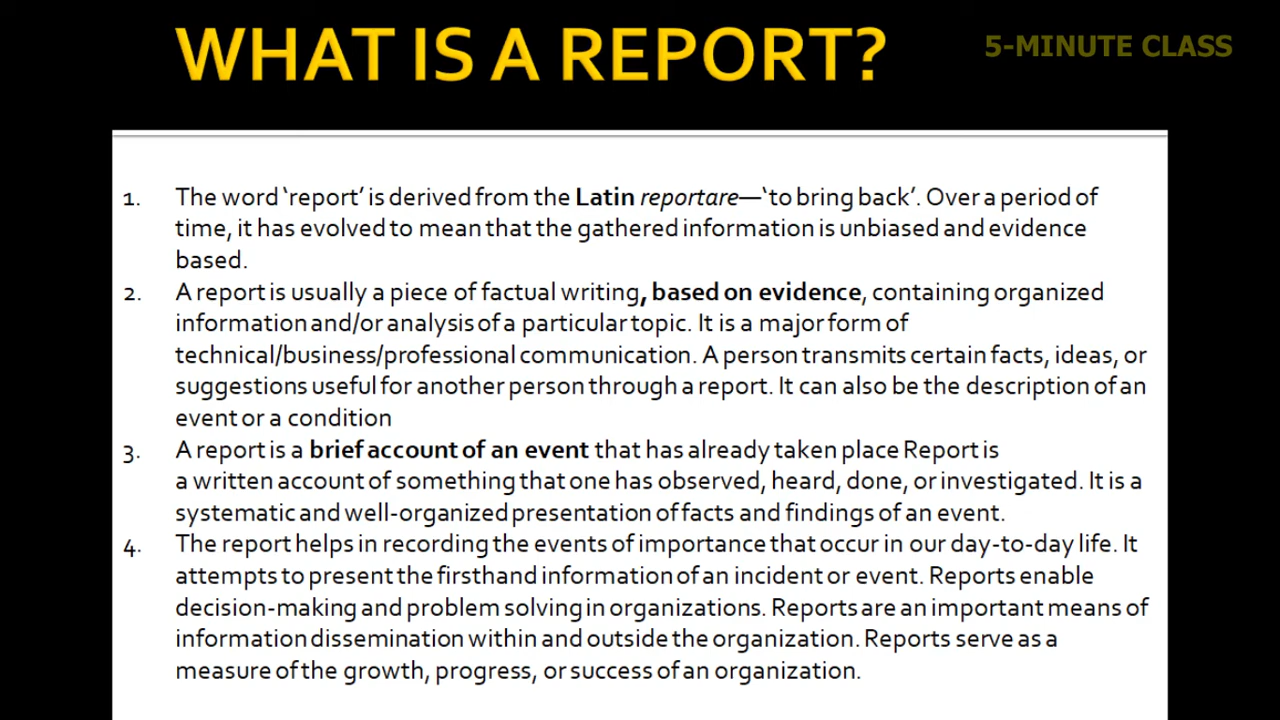 WHAT IS A REPORT?
5-MINUTE CLASS
1. The word ‘report’ is derived from the Latin reportare—‘to bring back’. Over a period of
time, it has evolved to mean that the gathered information is unbiased and evidence
based.
2. A report is usually a piece of factual writing, based on evidence, containing organized
information and/or analysis of a particular topic. It is a major form of
technical/business/professional communication. A person transmits certain facts, ideas, or
suggestions useful for another person through a report. It can also be the description of an
event or a condition
3. A report is a brief account of an event that has already taken place Report is
a written account of something that one has observed, heard, done, or investigated. It is a
systematic and well-organized presentation of facts and findings of an event.
4. The report helps in recording the events of importance that occur in our day-to-day life. It
attempts to present the firsthand information of an incident or event. Reports enable
decision-making and problem solving in organizations. Reports are an important means of
information dissemination within and outside the organization. Reports serve as a
measure of the growth, progress, or success of an organization.